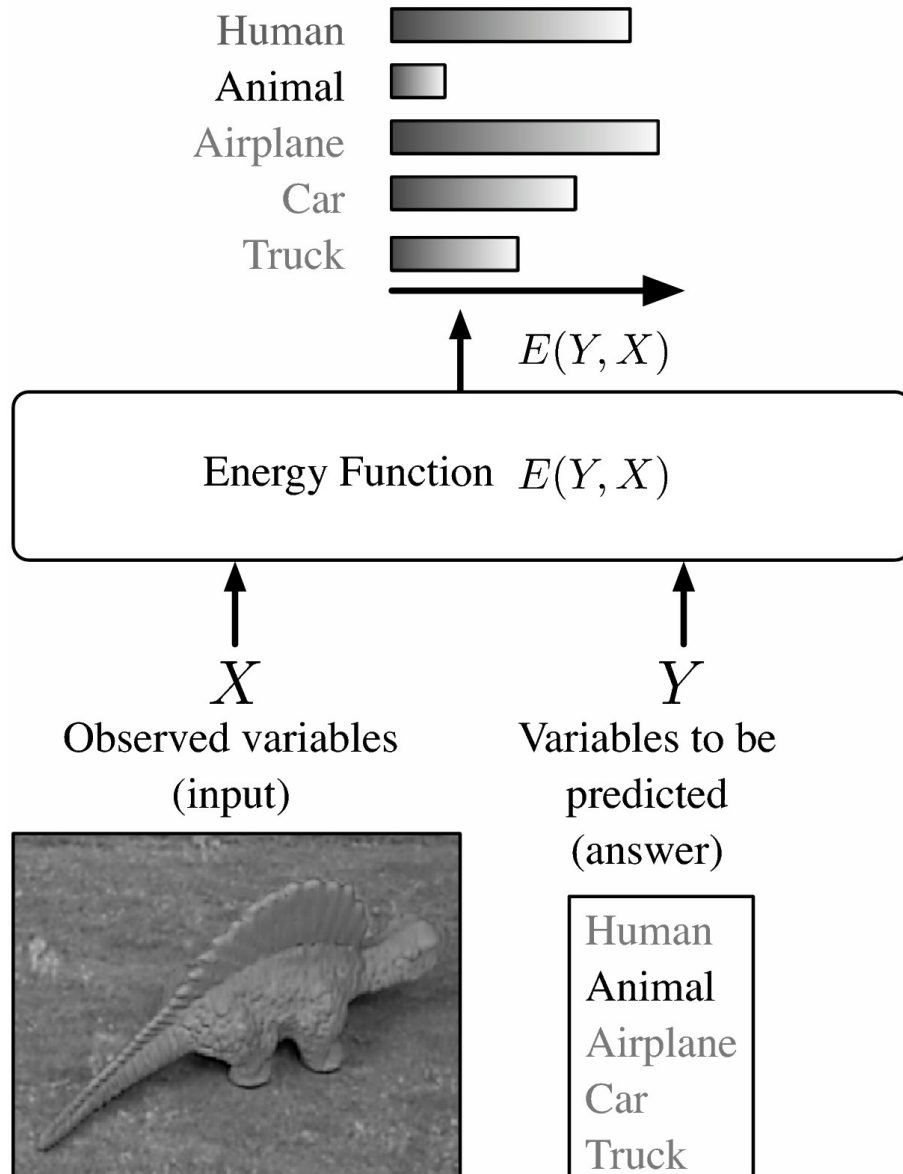 Human
Animal
Airplane
Car
Truck
E(Y, X)
Energy Function E(Y, X)
X
Observed variables
(input)
Y
Variables to be
predicted
(answer)
Human
Animal
Airplane
Car
Truck